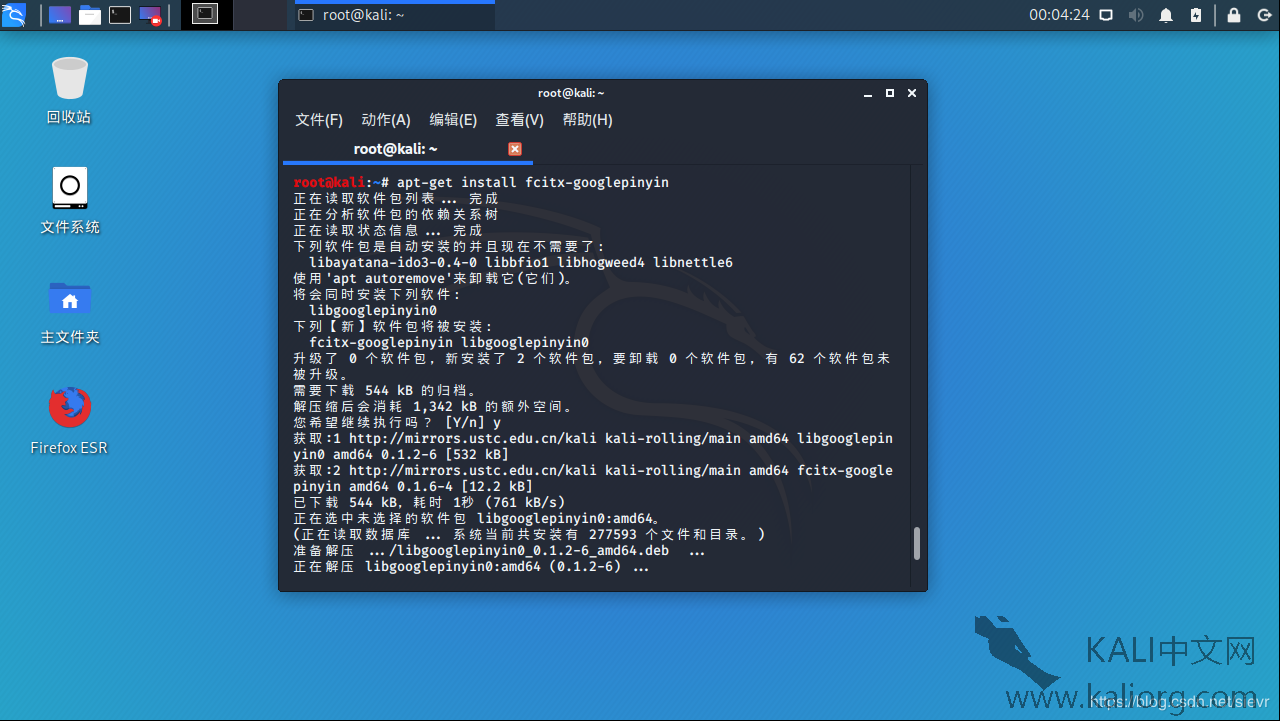 root@kali: ~
00:04:24
回收站
文件系统
主文件夹
Firefox ESR
root@kali: ~
文件(F) 动作(A) 编辑(E) 查看(V) 帮助(H)
root@kali: ~
root@kali:~# apt-get install fcitx-googlepinyin
正在读取软件包列表... 完成
正在分析软件包的依赖关系树
正在读取状态信息... 完成
下列软件包是自动安装的并且现在不需要了:
libayatana-ido3-0.4-0 libbfio1 libhogweed4 libnettle6
使用'apt autoremove'来卸载它(它们)。
将会同时安装下列软件:
libgooglepinyin0
下列【新】软件包将被安装:
fcitx-googlepinyin libgooglepinyin0
升级了 0 个软件包，新安装了 2 个软件包，要卸载 0 个软件包，有 62 个软件包未
被升级。
需要下载 544 kB 的归档。
解压缩后会消耗 1,342 kB 的额外空间。
您希望继续执行吗？ [Y/n] y
获取:1 http://mirrors.ustc.edu.cn/kali kali-rolling/main amd64 libgooglepin
yin0 amd64 0.1.2-6 [532 kB]
获取:2 http://mirrors.ustc.edu.cn/kali kali-rolling/main amd64 fcitx-google
pinyin amd64 0.1.6-4 [12.2 kB]
已下载 544 kB，耗时 1秒 (761 kB/s)
正在选中未选择的软件包 libgooglepinyin0:amd64。
(正在读取数据库 ... 系统当前共安装有 277593 个文件和目录。)
准备解压 .../libgooglepinyin0_0.1.2-6_amd64.deb ...
正在解压 libgooglepinyin0:amd64 (0.1.2-6) ...
KALI中文网
www.kaliorg.com
https://blog.csdn.net/slevr